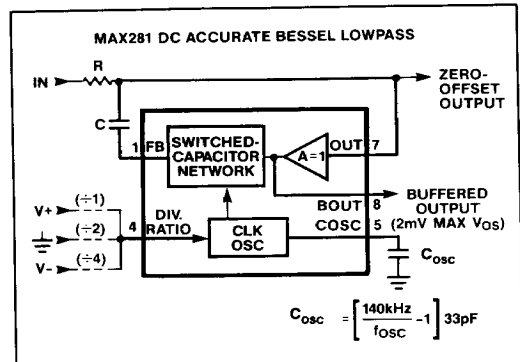 MAX281 DC ACCURATE BESSEL LOWPASS
R
IN
ZERO-
OFFSET
OUTPUT
C
1 FB
SWITCHED-
CAPACITOR
NETWORK
A=1
OUT 7
V+ (÷1)
(÷2)
V- (÷4)
4
DIV.
RATIO
CLK
OSC
BOUT 8
COSC 5
BUFFERED
OUTPUT
(2mV MAX VOS)
COSC
COSC = [140kHz/fOSC -1] 33pF